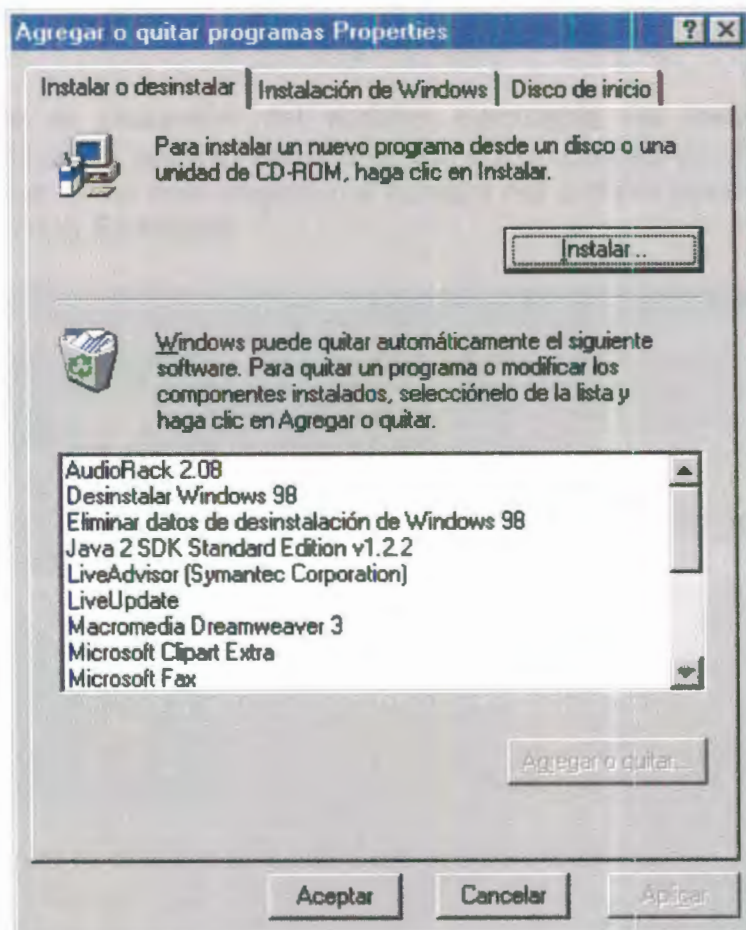 Agregar o quitar programas Properties
Instalar o desinstalar
Instalación de Windows
Disco de inicio
Para instalar un nuevo programa desde un disco o una
unidad de CD-ROM, haga clic en Instalar.
Instalar...
Windows puede quitar automáticamente el siguiente
software. Para quitar un programa o modificar los
componentes instalados, selecciónelo de la lista y
haga clic en Agregar o quitar.
AudioRack 2.08
Desinstalar Windows 98
Eliminar datos de desinstalación de Windows 98
Java 2 SDK Standard Edition v1.2.2
LiveAdvisor (Symantec Corporation)
LiveUpdate
Macromedia Dreamweaver 3
Microsoft Clipart Extra
Microsoft Fax
Agregar o quitar...
Aceptar
Cancelar
Aplicar